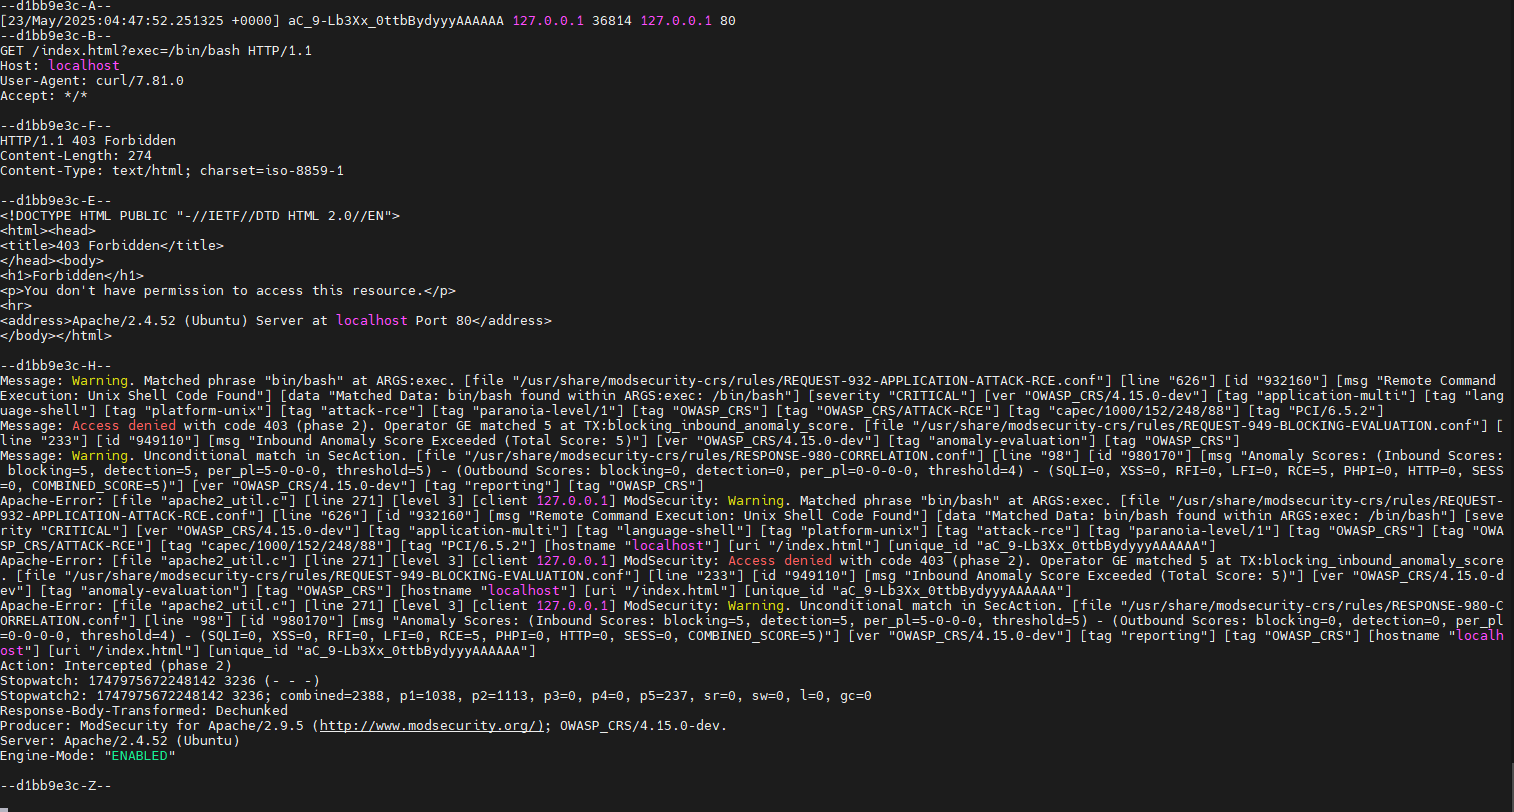 --d1bb9e3c-A--
[23/May/2025:04:47:52.251325 +0000] aC_9-Lb3Xx_0ttbBydyyyAAAAAA 127.0.0.1 36814 127.0.0.1 80
--d1bb9e3c-B--
GET /index.html?exec=/bin/bash HTTP/1.1
Host: localhost
User-Agent: curl/7.81.0
Accept: */*

--d1bb9e3c-F--
HTTP/1.1 403 Forbidden
Content-Length: 274
Content-Type: text/html; charset=iso-8859-1

--d1bb9e3c-E--
<!DOCTYPE HTML PUBLIC "-//IETF//DTD HTML 2.0//EN">
<html><head>
<title>403 Forbidden</title>
</head><body>
<h1>Forbidden</h1>
<p>You don't have permission to access this resource.</p>
<hr>
<address>Apache/2.4.52 (Ubuntu) Server at localhost Port 80</address>
</body></html>

--d1bb9e3c-H--
Message: Warning. Matched phrase "bin/bash" at ARGS:exec. [file "/usr/share/modsecurity-crs/rules/REQUEST-932-APPLICATION-ATTACK-RCE.conf"] [line "626"] [id "932160"] [msg "Remote Command
Execution: Unix Shell Code Found"] [data "Matched Data: bin/bash found within ARGS:exec: /bin/bash"] [severity "CRITICAL"] [ver "OWASP_CRS/4.15.0-dev"] [tag "application-multi"] [tag "lang
uage-shell"] [tag "platform-unix"] [tag "attack-rce"] [tag "paranoia-level/1"] [tag "OWASP_CRS"] [tag "OWASP_CRS/ATTACK-RCE"] [tag "capec/1000/152/248/88"] [tag "PCI/6.5.2"]
Message: Access denied with code 403 (phase 2). Operator GE matched 5 at TX:blocking_inbound_anomaly_score. [file "/usr/share/modsecurity-crs/rules/REQUEST-949-BLOCKING-EVALUATION.conf"] [
line "233"] [id "949110"] [msg "Inbound Anomaly Score Exceeded (Total Score: 5)"] [ver "OWASP_CRS/4.15.0-dev"] [tag "anomaly-evaluation"] [tag "OWASP_CRS"]
Message: Warning. Unconditional match in SecAction. [file "/usr/share/modsecurity-crs/rules/RESPONSE-980-CORRELATION.conf"] [line "98"] [id "980170"] [msg "Anomaly Scores: (Inbound Scores:
 blocking=5, detection=5, per_pl=5-0-0-0, threshold=5) - (Outbound Scores: blocking=0, detection=0, per_pl=0-0-0-0, threshold=4) - (SQLI=0, XSS=0, RFI=0, LFI=0, RCE=5, PHPI=0, HTTP=0, SESS
=0, COMBINED_SCORE=5)"] [ver "OWASP_CRS/4.15.0-dev"] [tag "reporting"] [tag "OWASP_CRS"]
Apache-Error: [file "apache2_util.c"] [line 271] [level 3] [client 127.0.0.1] ModSecurity: Warning. Matched phrase "bin/bash" at ARGS:exec. [file "/usr/share/modsecurity-crs/rules/REQUEST-
932-APPLICATION-ATTACK-RCE.conf"] [line "626"] [id "932160"] [msg "Remote Command Execution: Unix Shell Code Found"] [data "Matched Data: bin/bash found within ARGS:exec: /bin/bash"] [seve
rity "CRITICAL"] [ver "OWASP_CRS/4.15.0-dev"] [tag "application-multi"] [tag "language-shell"] [tag "platform-unix"] [tag "attack-rce"] [tag "paranoia-level/1"] [tag "OWASP_CRS"] [tag "OWA
SP_CRS/ATTACK-RCE"] [tag "capec/1000/152/248/88"] [tag "PCI/6.5.2"] [hostname "localhost"] [uri "/index.html"] [unique_id "aC_9-Lb3Xx_0ttbBydyyyAAAAAA"]
Apache-Error: [file "apache2_util.c"] [line 271] [level 3] [client 127.0.0.1] ModSecurity: Access denied with code 403 (phase 2). Operator GE matched 5 at TX:blocking_inbound_anomaly_score
. [file "/usr/share/modsecurity-crs/rules/REQUEST-949-BLOCKING-EVALUATION.conf"] [line "233"] [id "949110"] [msg "Inbound Anomaly Score Exceeded (Total Score: 5)"] [ver "OWASP_CRS/4.15.0-d
ev"] [tag "anomaly-evaluation"] [tag "OWASP_CRS"] [hostname "localhost"] [uri "/index.html"] [unique_id "aC_9-Lb3Xx_0ttbBydyyyAAAAAA"]
Apache-Error: [file "apache2_util.c"] [line 271] [level 3] [client 127.0.0.1] ModSecurity: Warning. Unconditional match in SecAction. [file "/usr/share/modsecurity-crs/rules/RESPONSE-980-C
ORRELATION.conf"] [line "98"] [id "980170"] [msg "Anomaly Scores: (Inbound Scores: blocking=5, detection=5, per_pl=5-0-0-0, threshold=5) - (Outbound Scores: blocking=0, detection=0, per_pl
=0-0-0-0, threshold=4) - (SQLI=0, XSS=0, RFI=0, LFI=0, RCE=5, PHPI=0, HTTP=0, SESS=0, COMBINED_SCORE=5)"] [ver "OWASP_CRS/4.15.0-dev"] [tag "reporting"] [tag "OWASP_CRS"] [hostname "localh
ost"] [uri "/index.html"] [unique_id "aC_9-Lb3Xx_0ttbBydyyyAAAAAA"]
Action: Intercepted (phase 2)
Stopwatch: 1747975672248142 3236 (- - -)
Stopwatch2: 1747975672248142 3236; combined=2388, p1=1038, p2=1113, p3=0, p4=0, p5=237, sr=0, sw=0, l=0, gc=0
Response-Body-Transformed: Dechunked
Producer: ModSecurity for Apache/2.9.5 (http://www.modsecurity.org/); OWASP_CRS/4.15.0-dev.
Server: Apache/2.4.52 (Ubuntu)
Engine-Mode: "ENABLED"

--d1bb9e3c-Z--